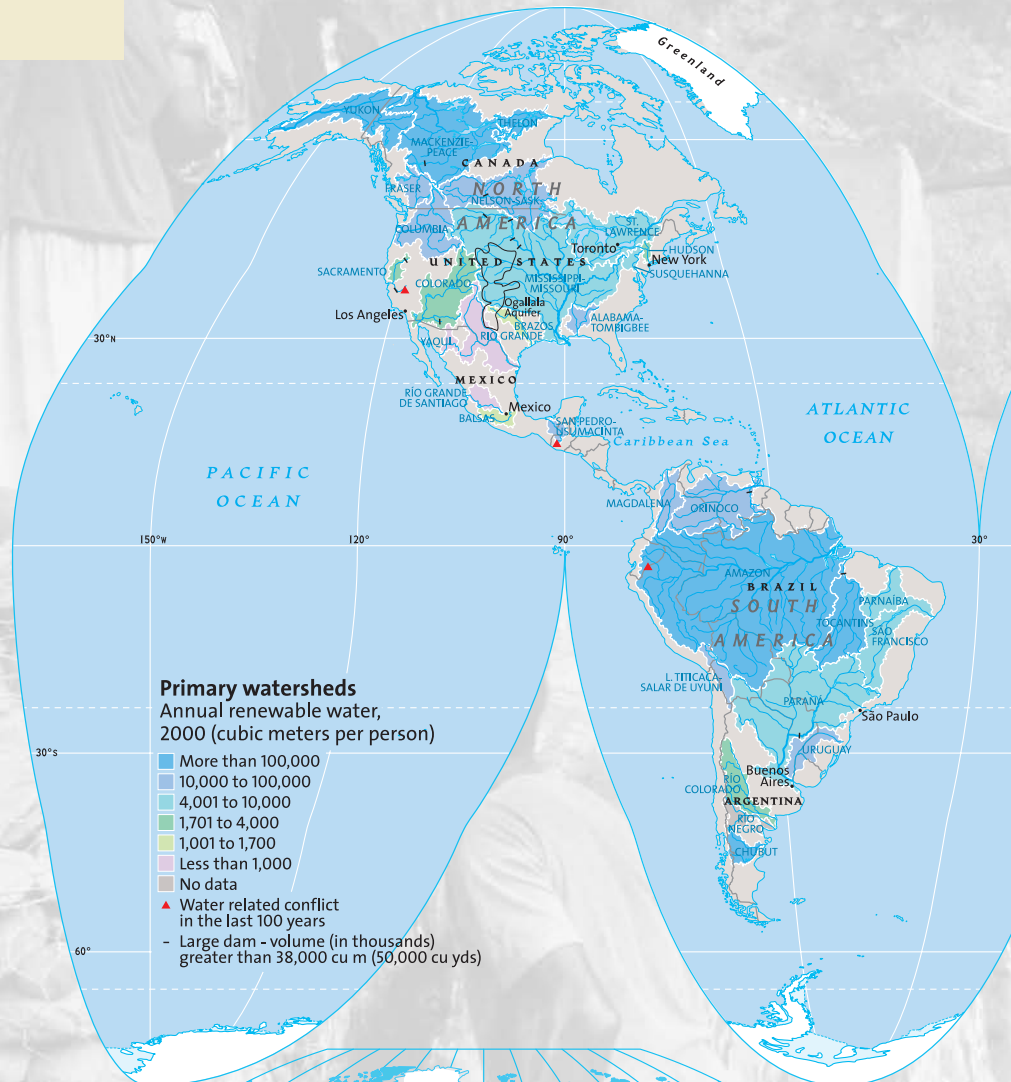 Greenland
YUKON
THELON
MACKENZIE-
PEACE
CANADA
FRASER
NORTH
NELSON-SASK.
AMERICA
COLUMBIA
ST.
LAWRENCE
Toronto
HUDSON
New York
UNITED STATES
SUSQUEHANNA
SACRAMENTO
COLORADO
MISSISSIPPI-
MISSOURI
Ogallala
Aquifer
Los Angeles
BRAZOS
ALABAMA-
TOMBIGBEE
RIO GRANDE
30°N
YAQUI
MEXICO
RÍO GRANDE
DE SANTIAGO
Mexico
BALSAS
SAN PEDRO-
USUMACINTA
Caribbean Sea
ATLANTIC
OCEAN
PACIFIC
OCEAN
MAGDALENA
ORINOCO
150°W
120°
90°
30°
AMAZON
BRAZIL
SOUTH
AMERICA
PARNAÍBA
TOCANTINS
SÃO
FRANCISCO
L. TITICACA-
SALAR DE UYUNI
PARANÁ
São Paulo
URUGUAY
30°S
Buenos
Aires
RÍO
COLORADO
ARGENTINA
RÍO
NEGRO
CHUBUT
Primary watersheds
Annual renewable water,
2000 (cubic meters per person)
More than 100,000
10,000 to 100,000
4,001 to 10,000
1,701 to 4,000
1,001 to 1,700
Less than 1,000
No data
Water related conflict
in the last 100 years
- Large dam - volume (in thousands)
greater than 38,000 cu m (50,000 cu yds)
60°